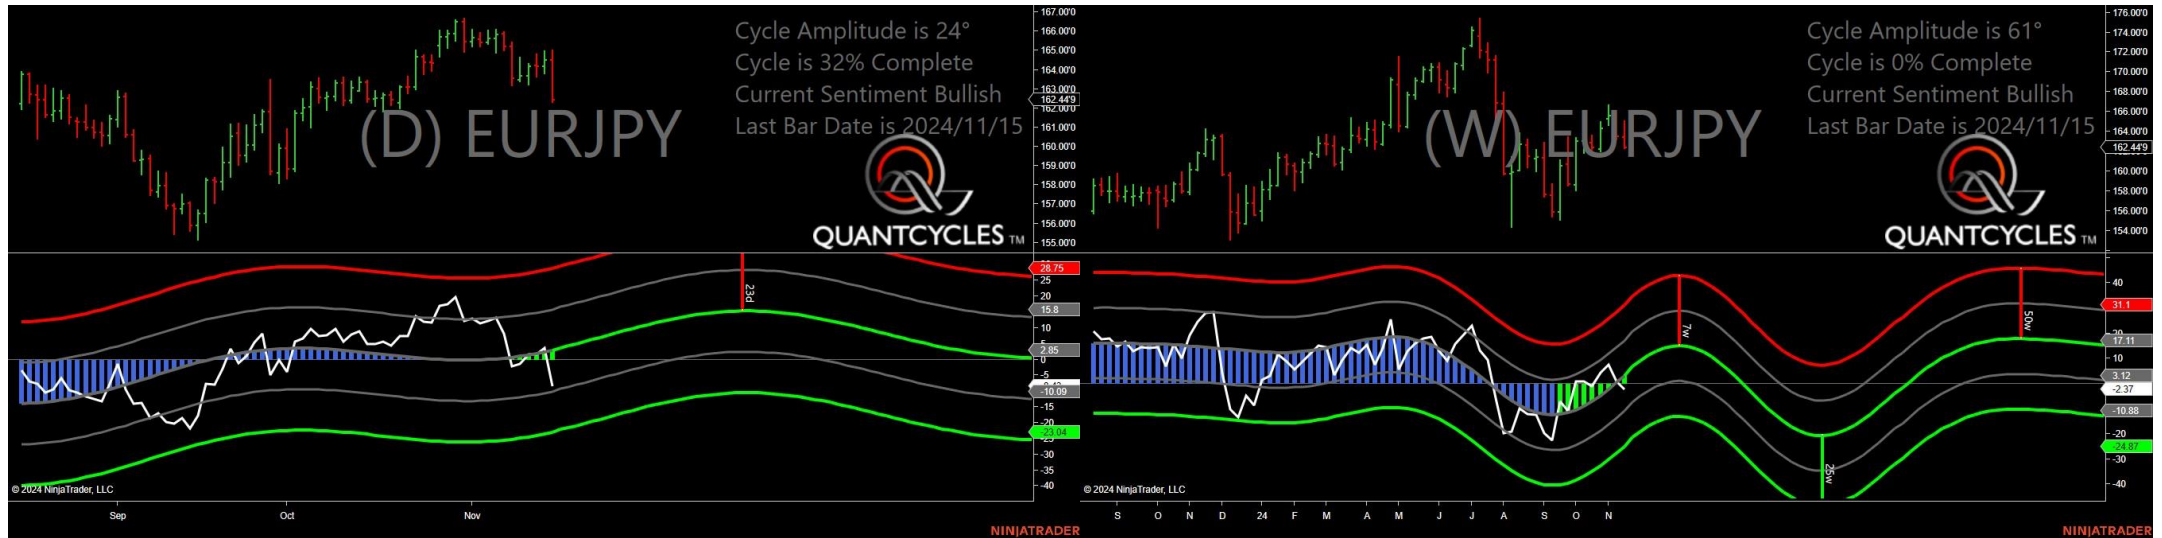 Cycle Amplitude is 24°
Cycle is 32% Complete
Current Sentiment Bullish
Last Bar Date is 2024/11/15
(D) EURJPY
QUANTCYCLES TM
167.00'0
166.00'0
165.00'0
164.00'0
163.00'0
162.44'9
162.00'0
161.00'0
160.00'0
159.00'0
158.00'0
157.00'0
156.00'0
155.00'0
23d
28.75
25
20
15.8
10
2.85
0
-5
-10.09
-15
-23.04
-30
-35
-40
© 2024 NinjaTrader, LLC
Sep
Oct
Nov
NINJATRADER
Cycle Amplitude is 61°
Cycle is 0% Complete
Current Sentiment Bullish
Last Bar Date is 2024/11/15
(W) EURJPY
QUANTCYCLES TM
176.00'0
174.00'0
172.00'0
170.00'0
168.00'0
166.00'0
164.00'0
162.44'9
160.00'0
158.00'0
156.00'0
154.00'0
7w
25w
50w
40
31.1
17.11
10
3.12
-2.37
-10.88
-20
-24.87
-30
-40
© 2024 NinjaTrader, LLC
S
O
N
D
24
F
M
A
M
J
J
A
S
O
N
NINJATRADER